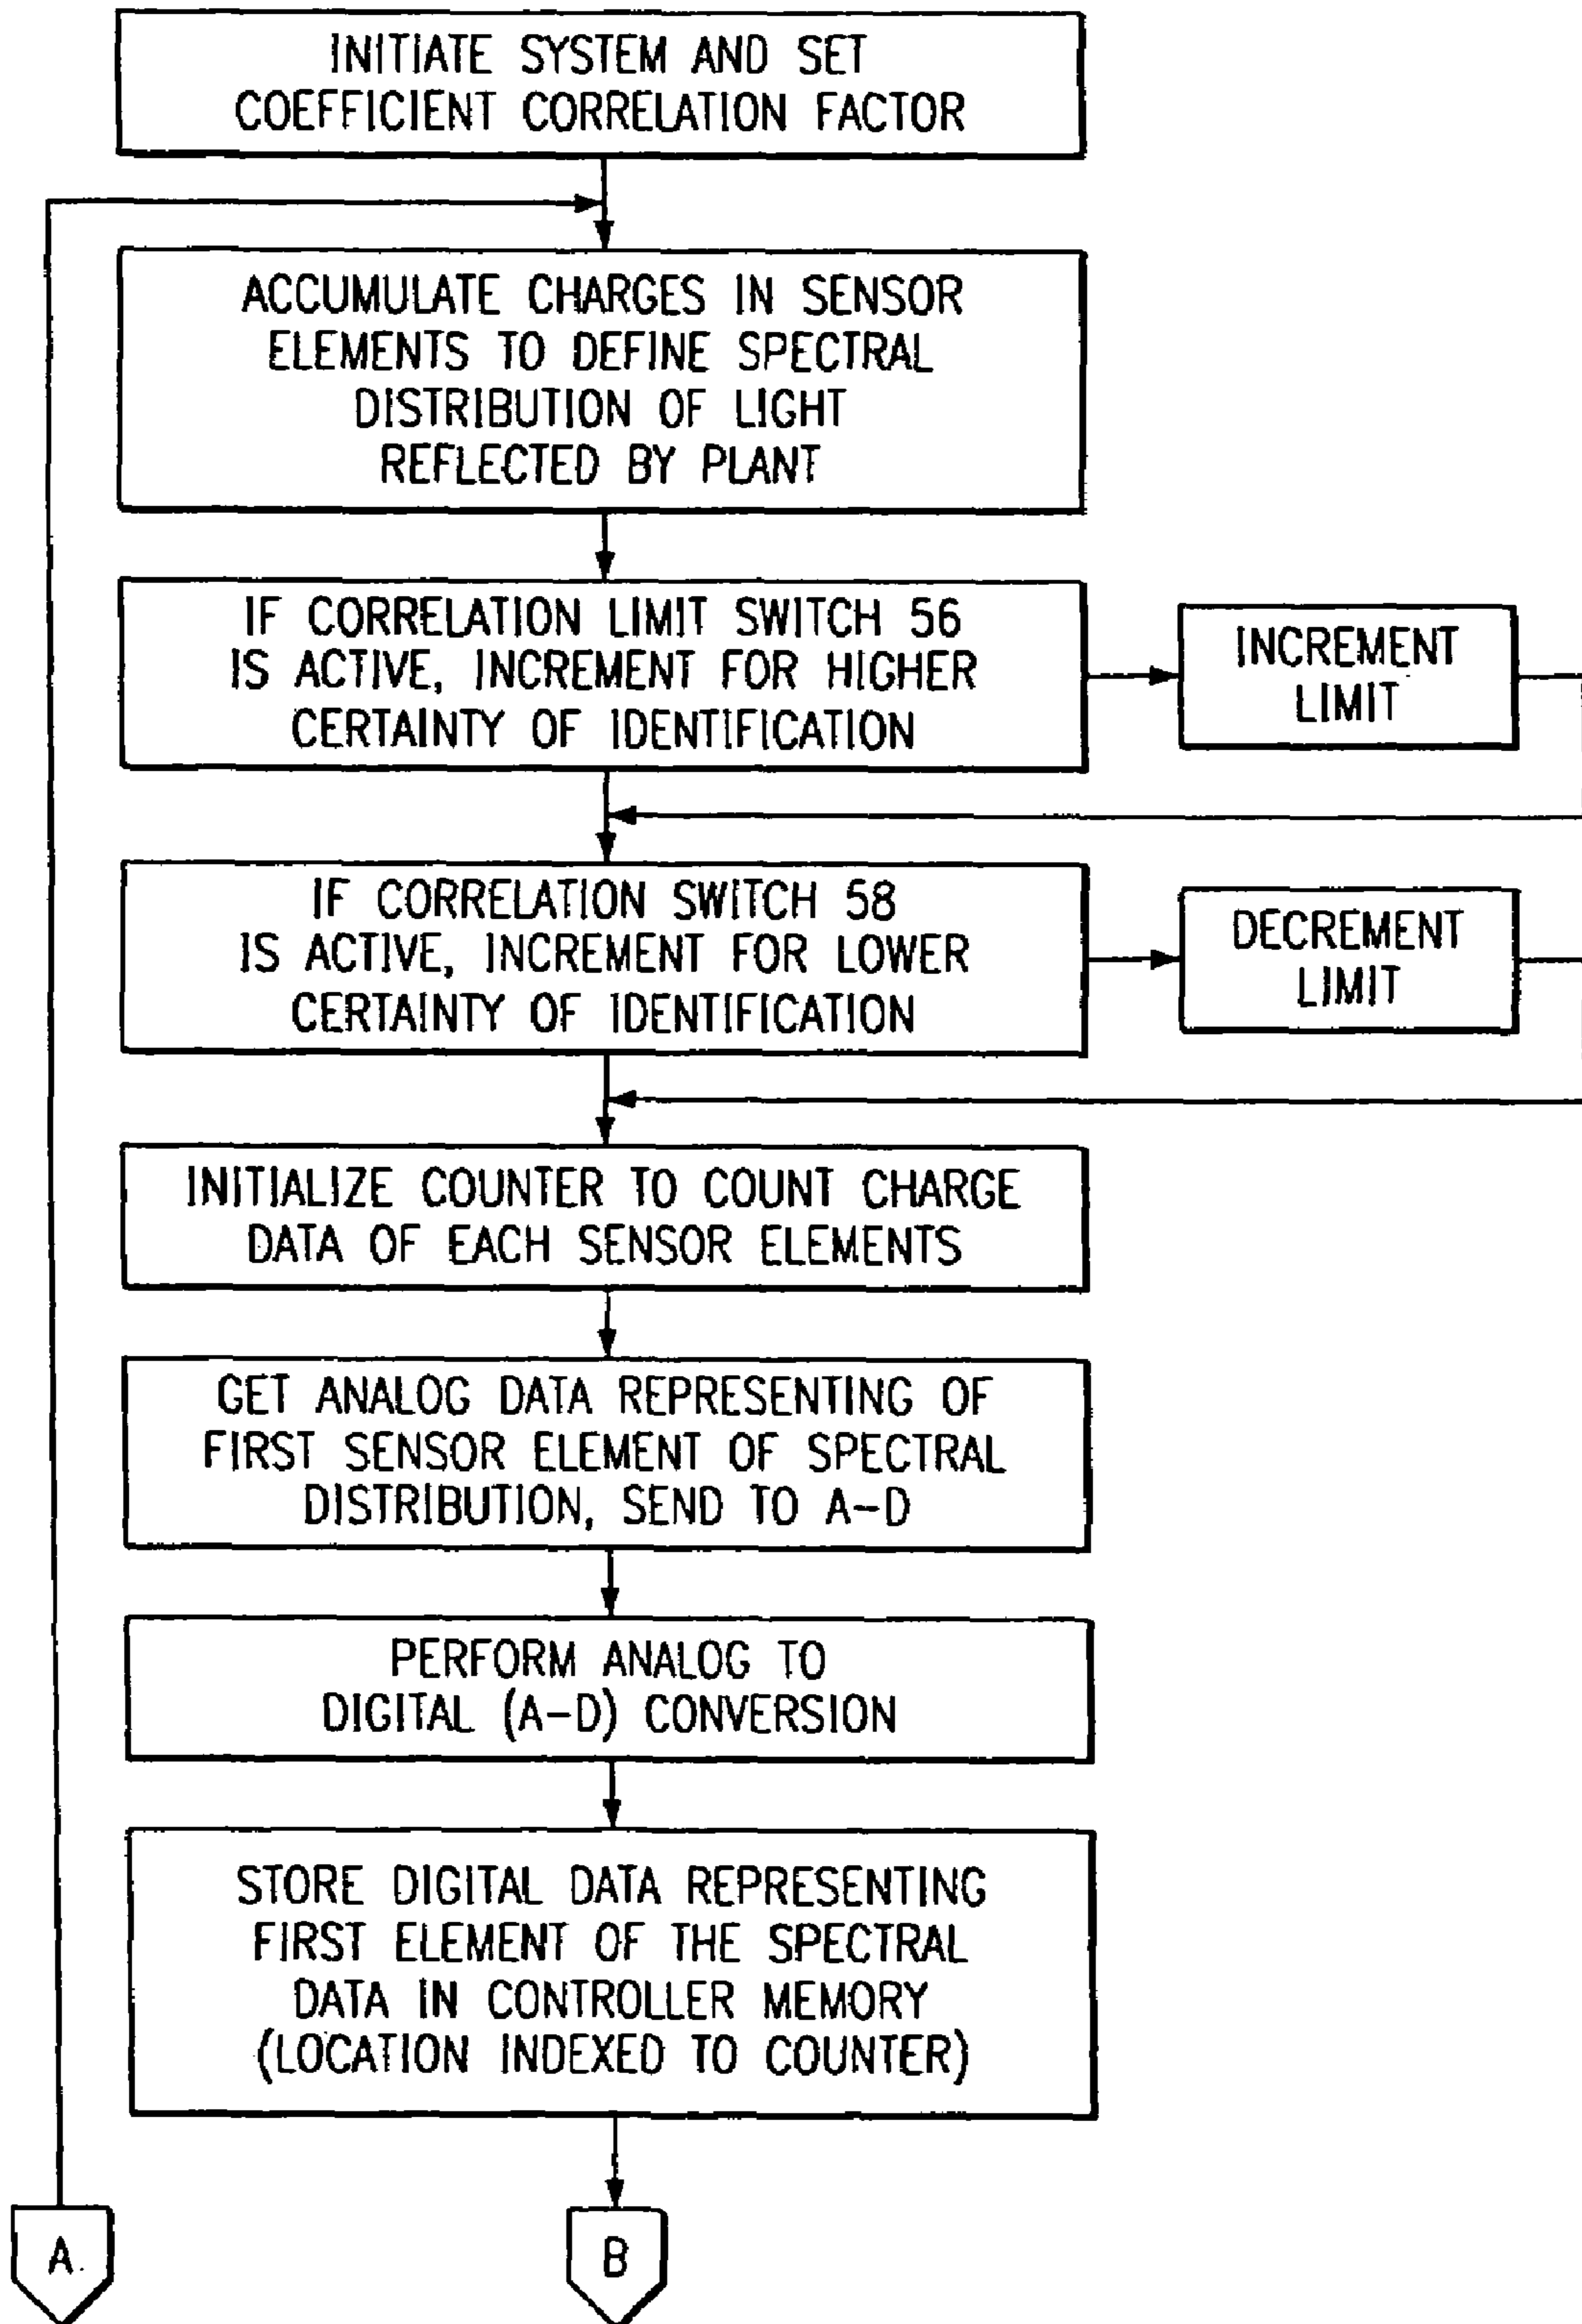 INITIATE SYSTEM AND SET
COEFFICIENT CORRELATION FACTOR
ACCUMULATE CHARGES IN SENSOR
ELEMENTS TO DEFINE SPECTRAL
DISTRIBUTION OF LIGHT
REFLECTED BY PLANT
IF CORRELATION LIMIT SWITCH 56
IS ACTIVE, INCREMENT FOR HIGHER
CERTAINTY OF IDENTIFICATION
INCREMENT
LIMIT
IF CORRELATION SWITCH 58
IS ACTIVE, INCREMENT FOR LOWER
CERTAINTY OF IDENTIFICATION
DECREMENT
LIMIT
INITIALIZE COUNTER TO COUNT CHARGE
DATA OF EACH SENSOR ELEMENTS
GET ANALOG DATA REPRESENTING OF
FIRST SENSOR ELEMENT OF SPECTRAL
DISTRIBUTION, SEND TO A-D
PERFORM ANALOG TO
DIGITAL (A-D) CONVERSION
STORE DIGITAL DATA REPRESENTING
FIRST ELEMENT OF THE SPECTRAL
DATA IN CONTROLLER MEMORY
(LOCATION INDEXED TO COUNTER)
A
B